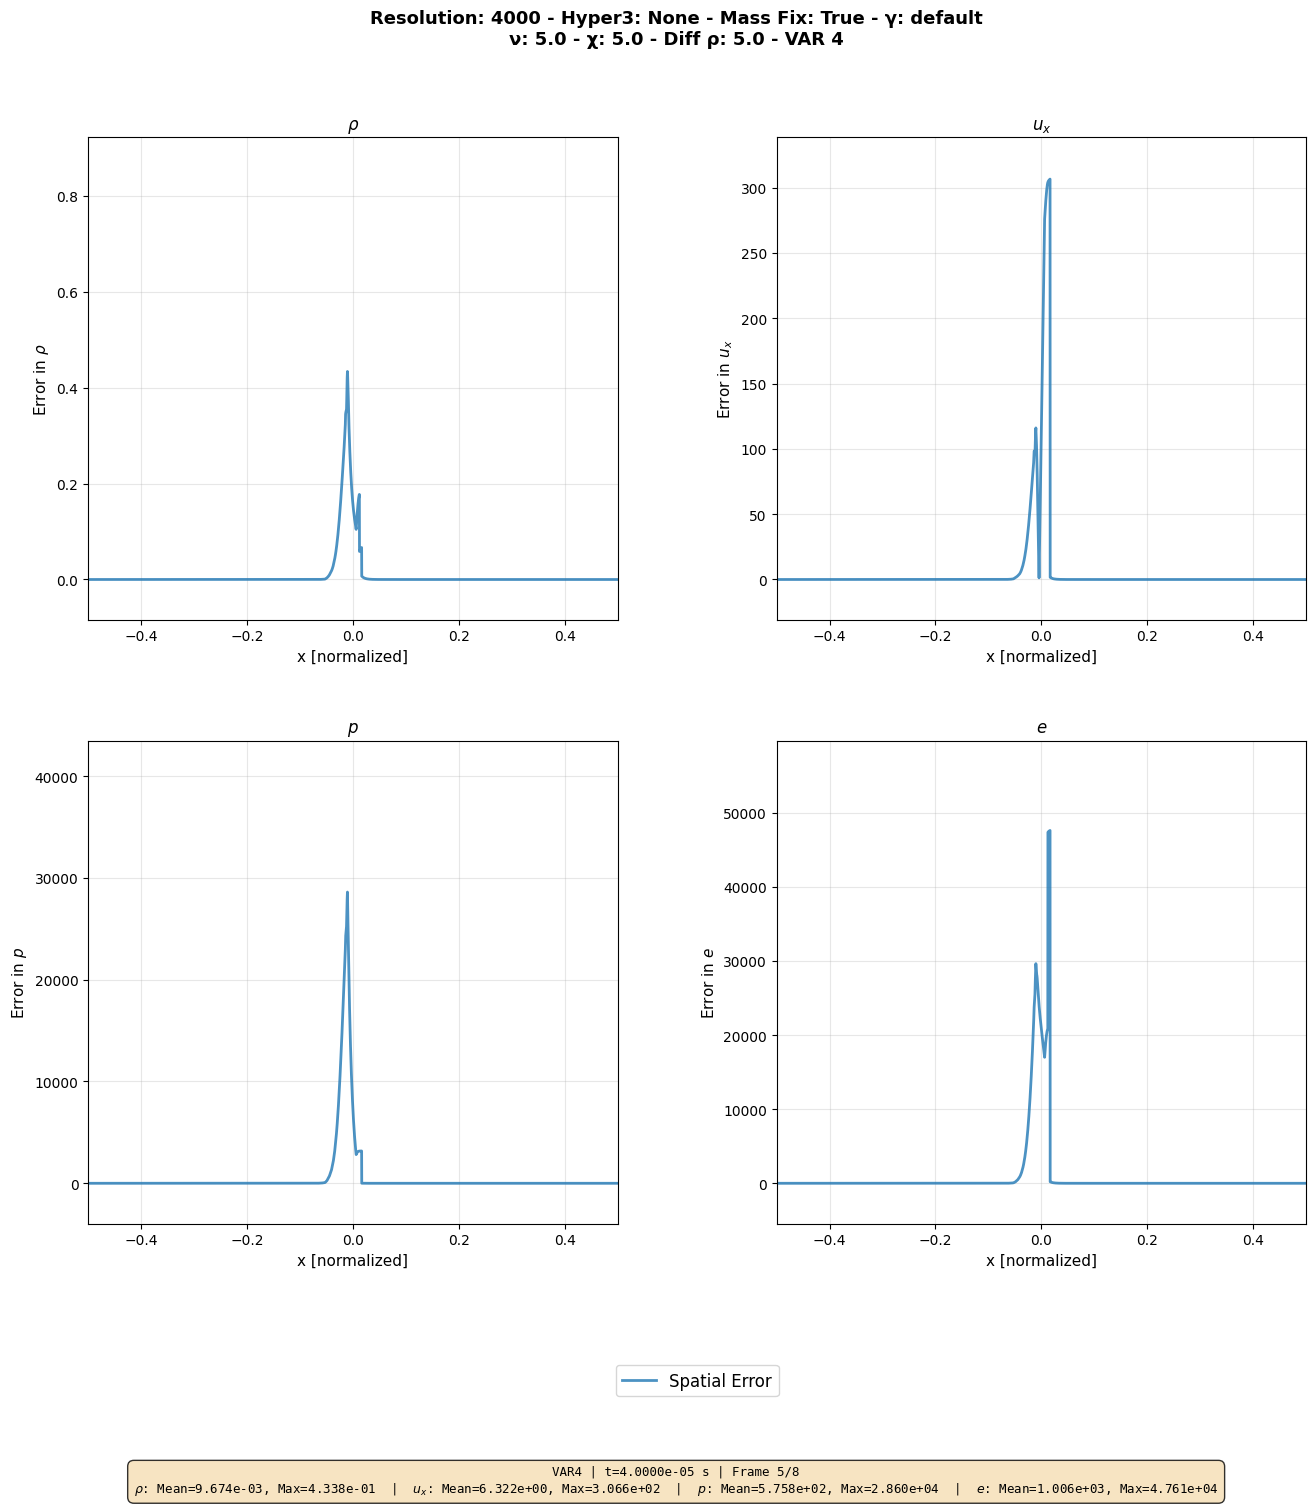 Resolution: 4000 - Hyper3: None - Mass Fix: True - γ: default
ν: 5.0 - χ: 5.0 - Diff ρ: 5.0 - VAR 4
ρ
Error in ρ
0.8
0.6
0.4
0.2
0.0
−0.4 −0.2 0.0 0.2 0.4
x [normalized]
u_x
Error in u_x
300
250
200
150
100
50
0
−0.4 −0.2 0.0 0.2 0.4
x [normalized]
p
Error in p
40000
30000
20000
10000
0
−0.4 −0.2 0.0 0.2 0.4
x [normalized]
e
Error in e
50000
40000
30000
20000
10000
0
−0.4 −0.2 0.0 0.2 0.4
x [normalized]
Spatial Error
VAR4 | t=4.0000e-05 s | Frame 5/8
ρ: Mean=9.674e-03, Max=4.338e-01 | u_x: Mean=6.322e+00, Max=3.066e+02 | p: Mean=5.758e+02, Max=2.860e+04 | e: Mean=1.006e+03, Max=4.761e+04